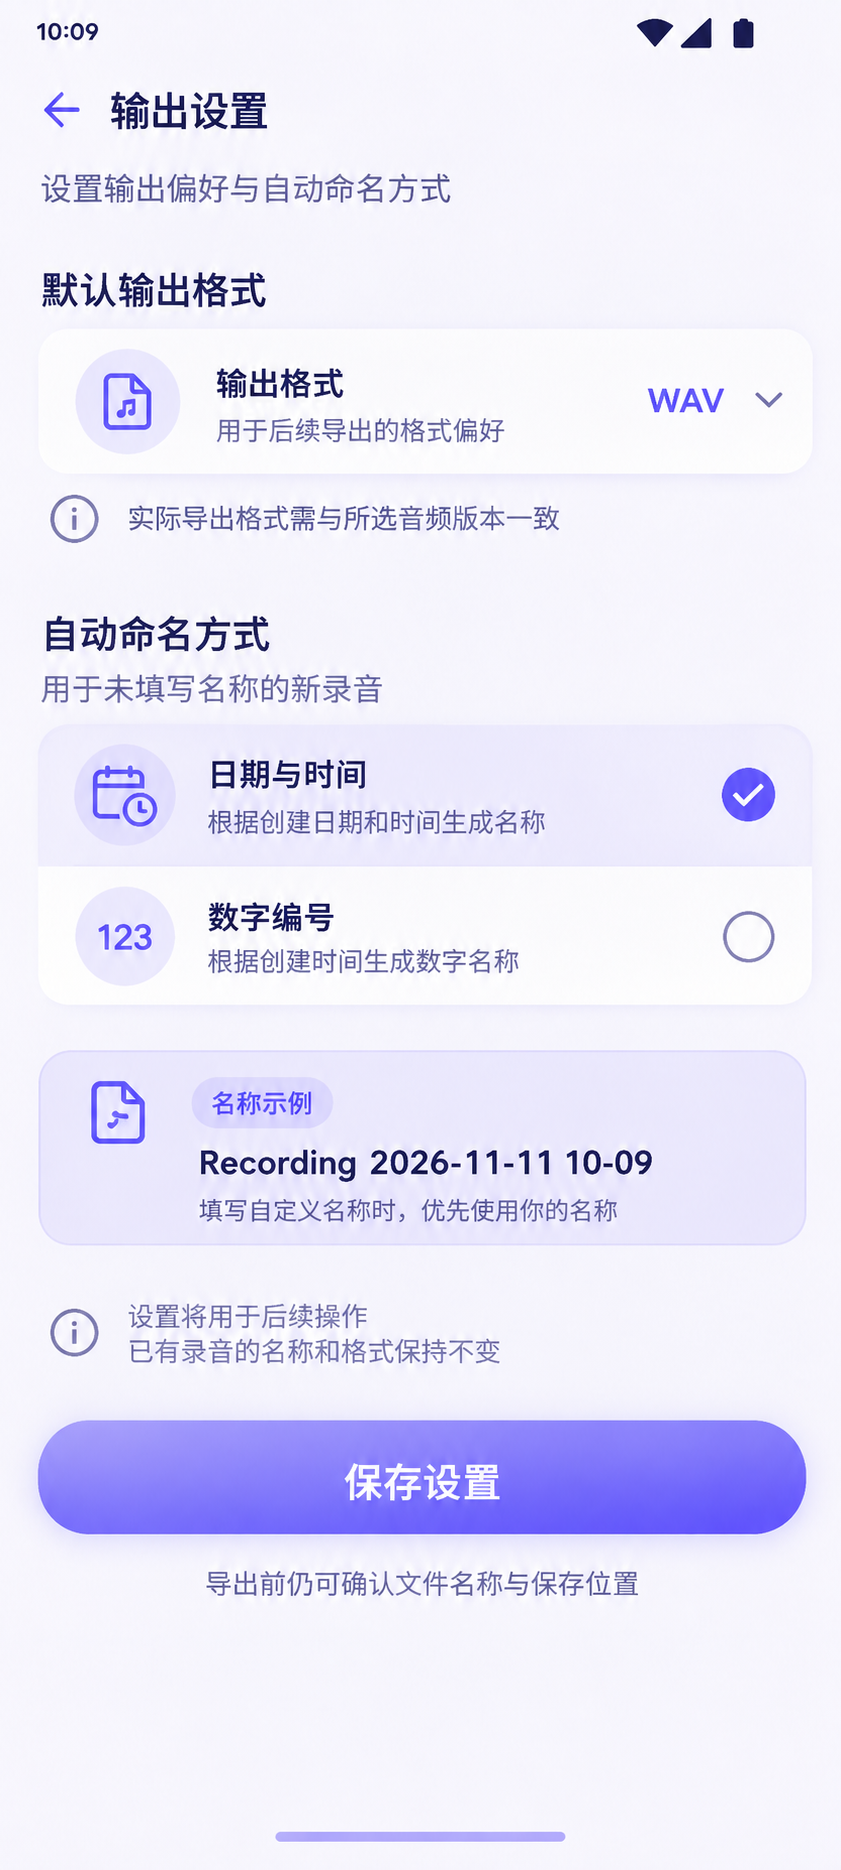 10:09
输出设置
设置输出偏好与自动命名方式
默认输出格式
输出格式
用于后续导出的格式偏好
WAV
实际导出格式需与所选音频版本一致
自动命名方式
用于未填写名称的新录音
日期与时间
根据创建日期和时间生成名称
123
数字编号
根据创建时间生成数字名称
名称示例
Recording 2026-11-11 10-09
填写自定义名称时，优先使用你的名称
设置将用于后续操作
已有录音的名称和格式保持不变
保存设置
导出前仍可确认文件名称与保存位置